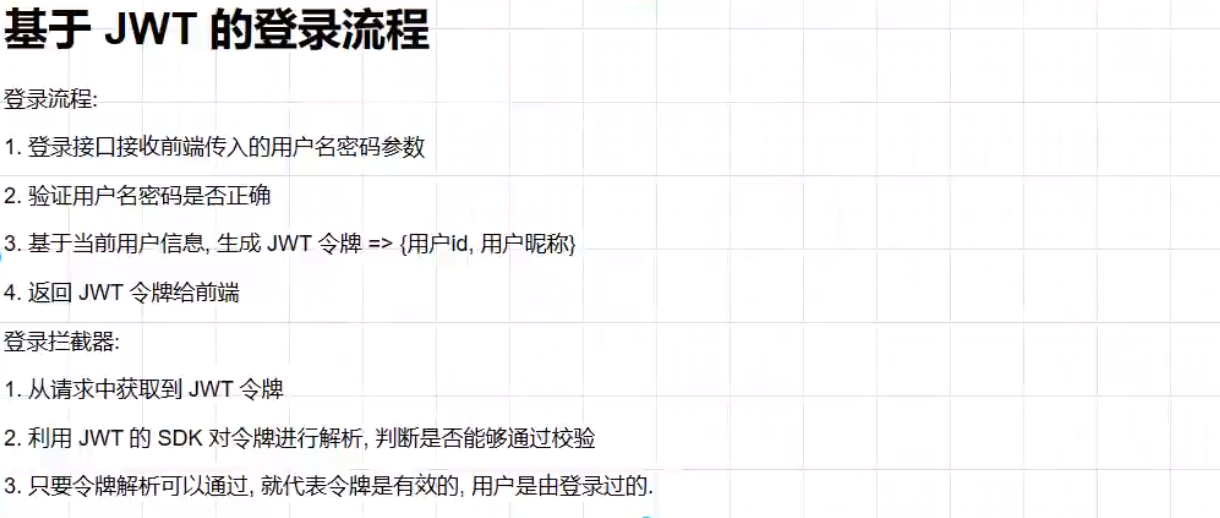 基于 JWT 的登录流程
登录流程:
1. 登录接口接收前端传入的用户名密码参数
2. 验证用户名密码是否正确
3. 基于当前用户信息, 生成 JWT 令牌 => {用户id, 用户昵称}
4. 返回 JWT 令牌给前端
登录拦截器:
1. 从请求中获取到 JWT 令牌
2. 利用 JWT 的 SDK 对令牌进行解析, 判断是否能够通过校验
3. 只要令牌解析可以通过, 就代表令牌是有效的, 用户是由登录过的.